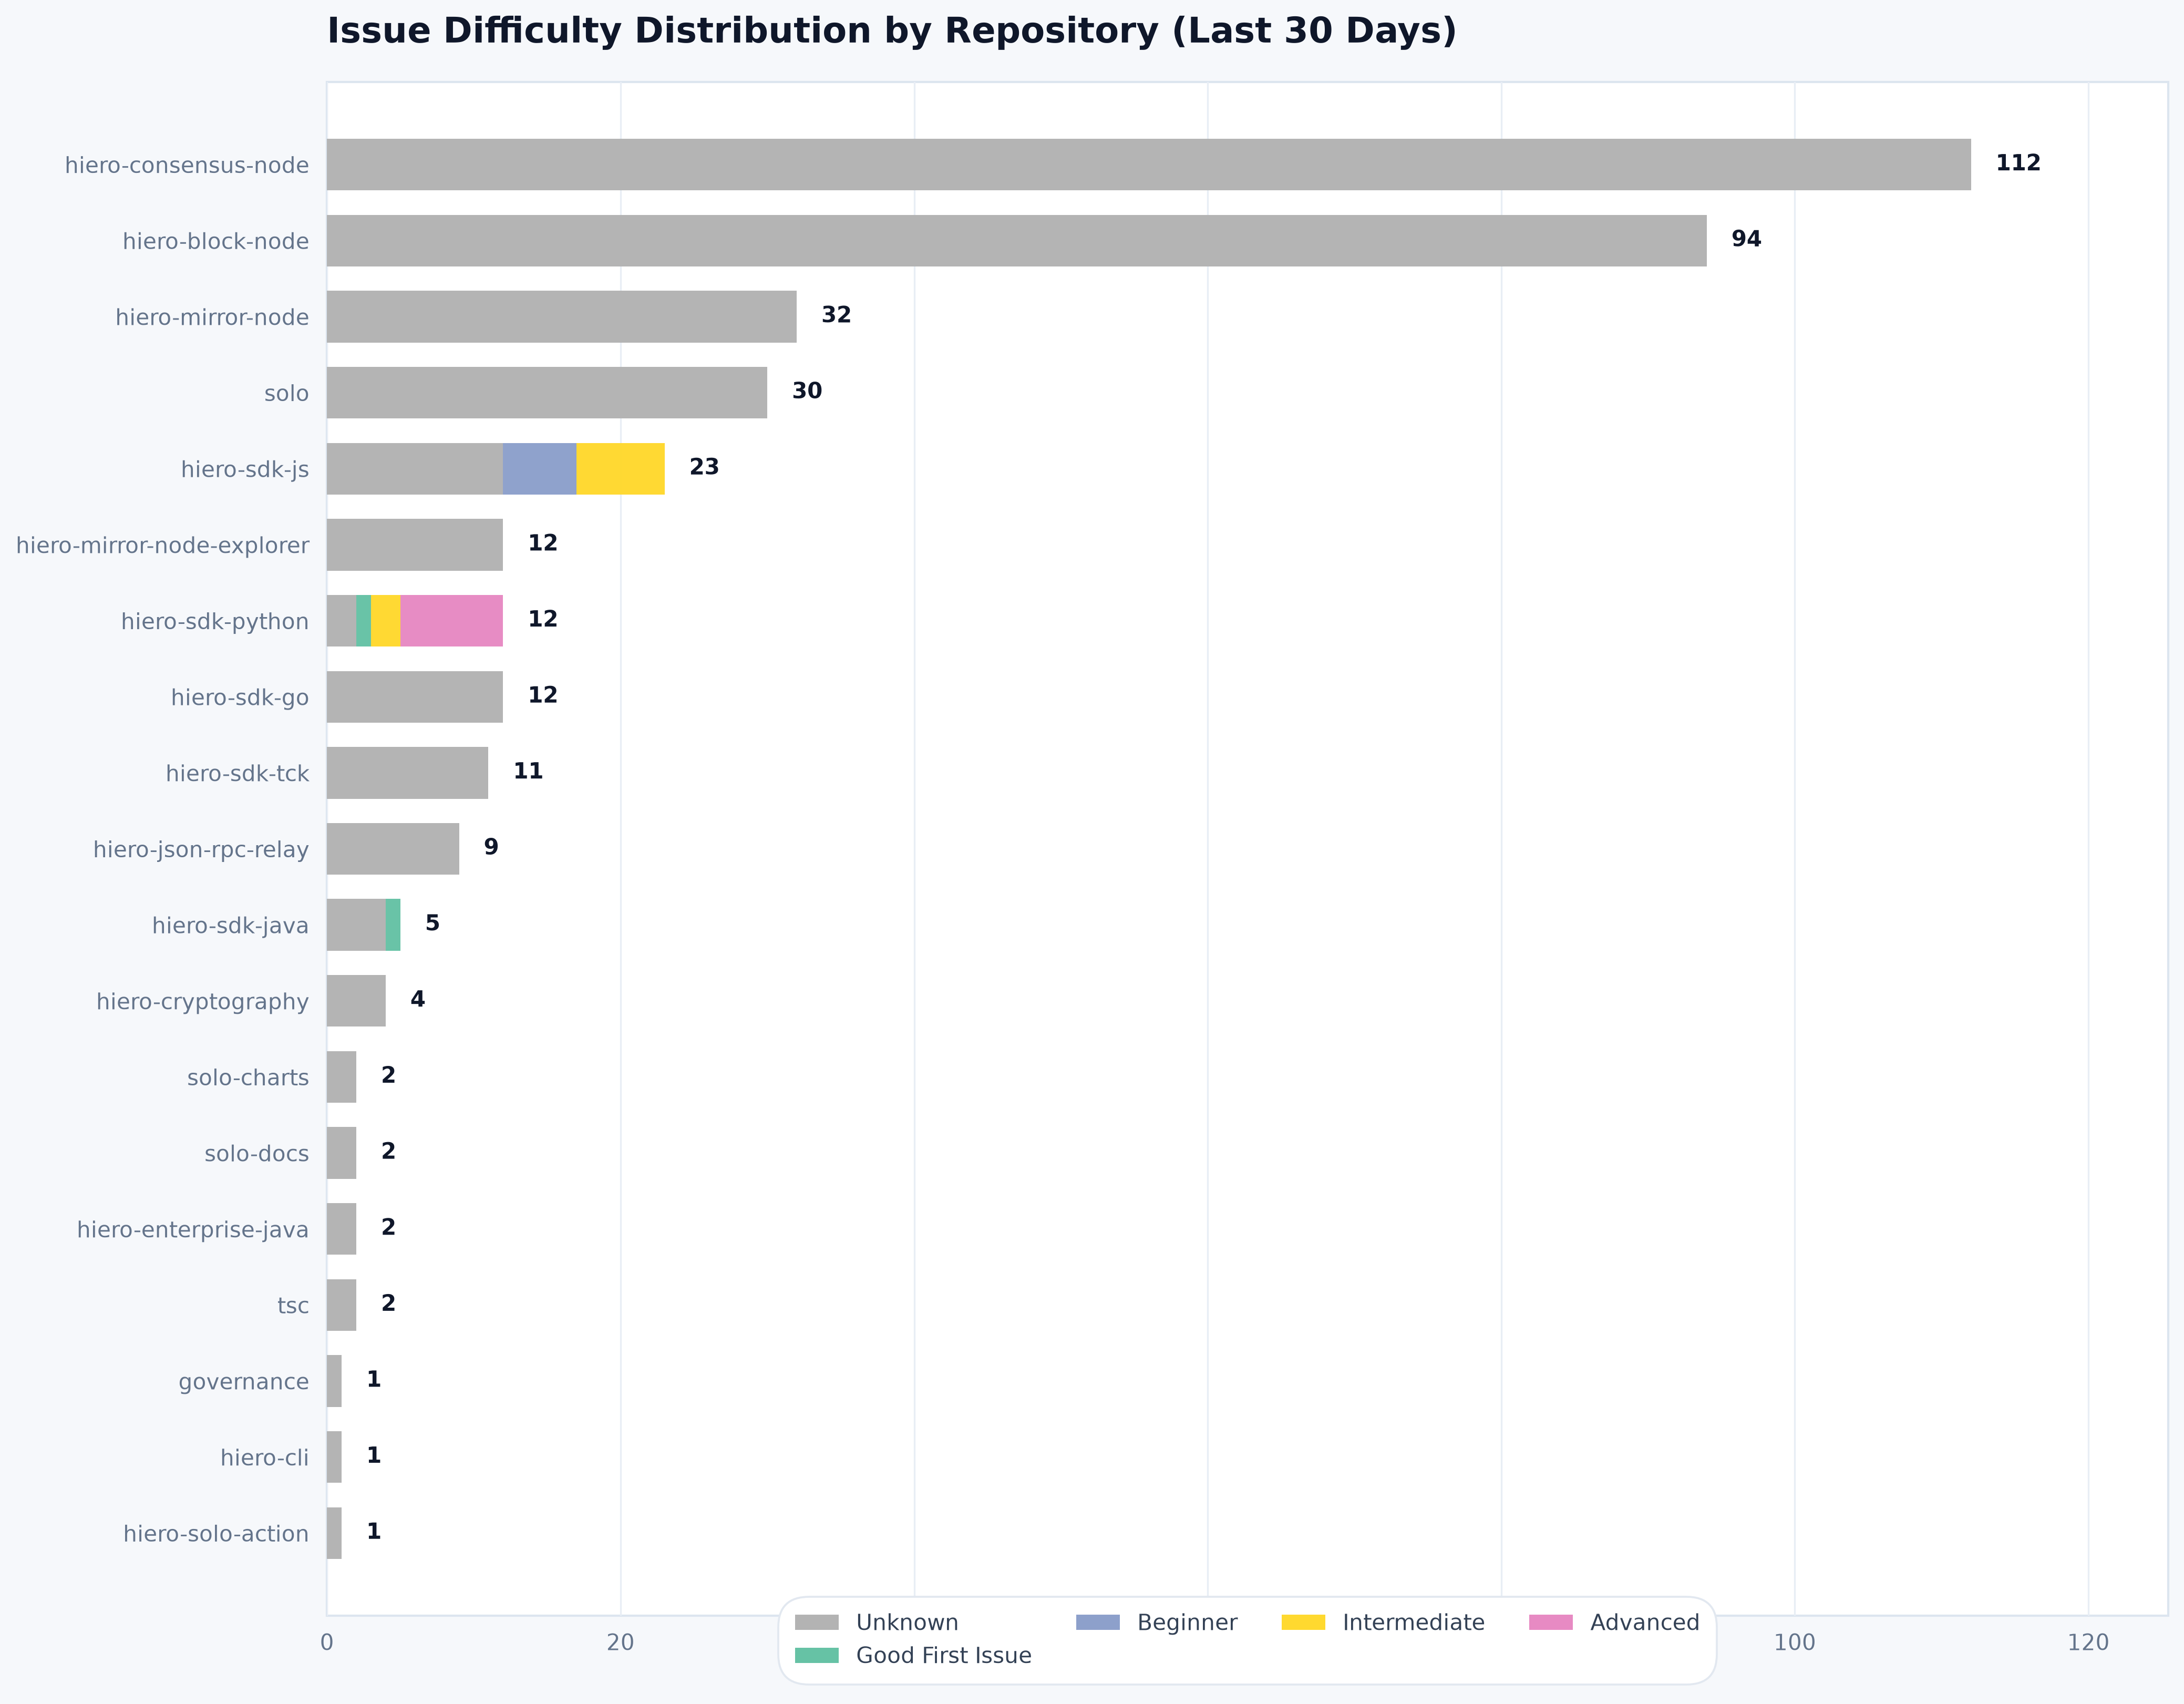 Issue Difficulty Distribution by Repository (Last 30 Days)
hiero-consensus-node 112
hiero-block-node 94
hiero-mirror-node 32
solo 30
hiero-sdk-js 23
hiero-mirror-node-explorer 12
hiero-sdk-python 12
hiero-sdk-go 12
hiero-sdk-tck 11
hiero-json-rpc-relay 9
hiero-sdk-java 5
hiero-cryptography 4
solo-charts 2
solo-docs 2
hiero-enterprise-java 2
tsc 2
governance 1
hiero-cli 1
hiero-solo-action 1
0 20 100 120
Unknown Beginner Intermediate Advanced
Good First Issue